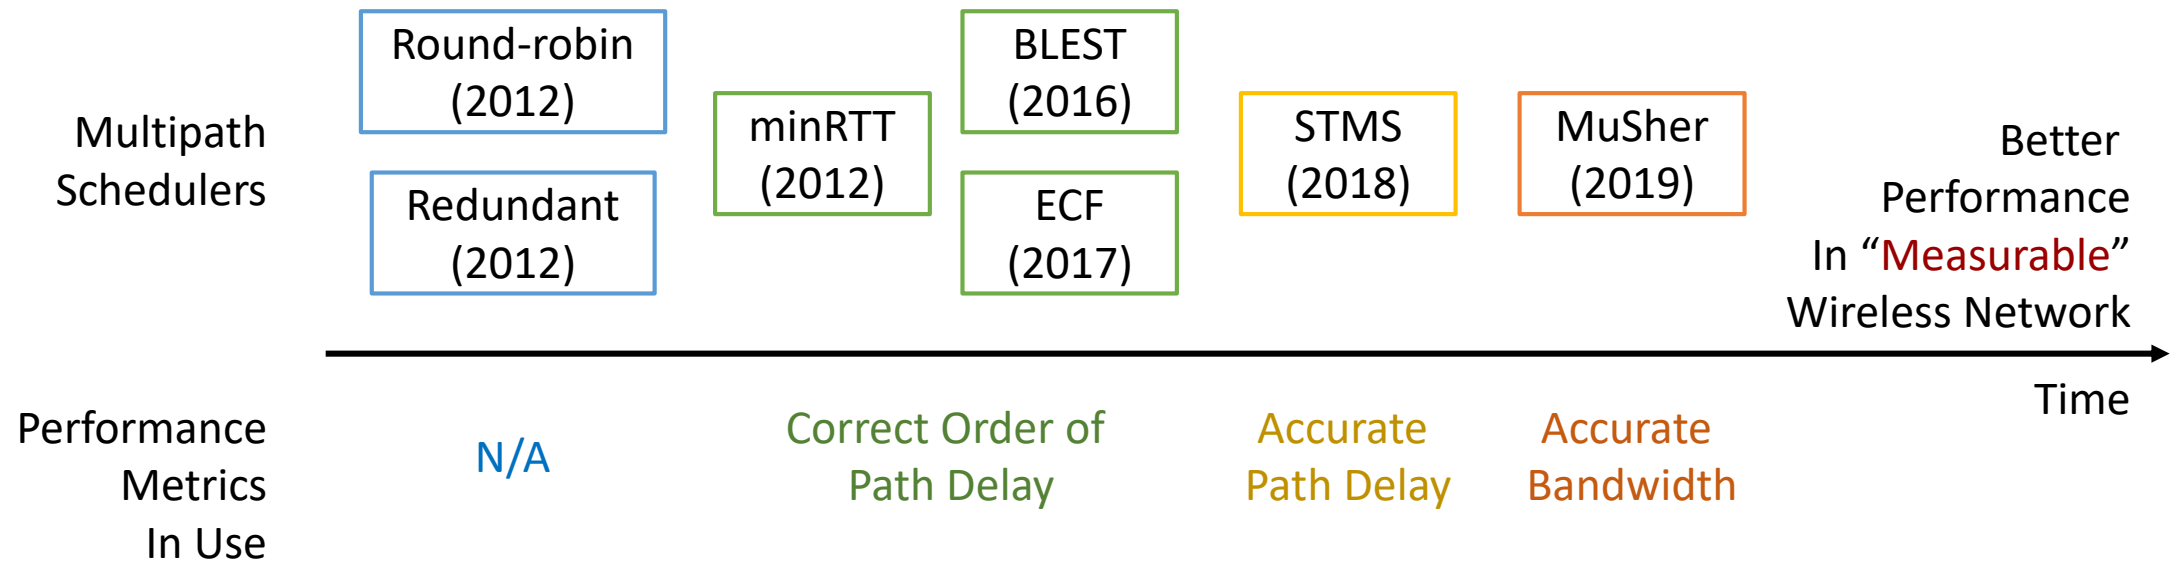 Multipath
Schedulers
Round-robin
(2012)
Redundant
(2012)
minRTT
(2012)
BLEST
(2016)
ECF
(2017)
STMS
(2018)
MuSher
(2019)
Better
Performance
In “Measurable”
Wireless Network
Time
Performance
Metrics
In Use
N/A
Correct Order of
Path Delay
Accurate
Path Delay
Accurate
Bandwidth